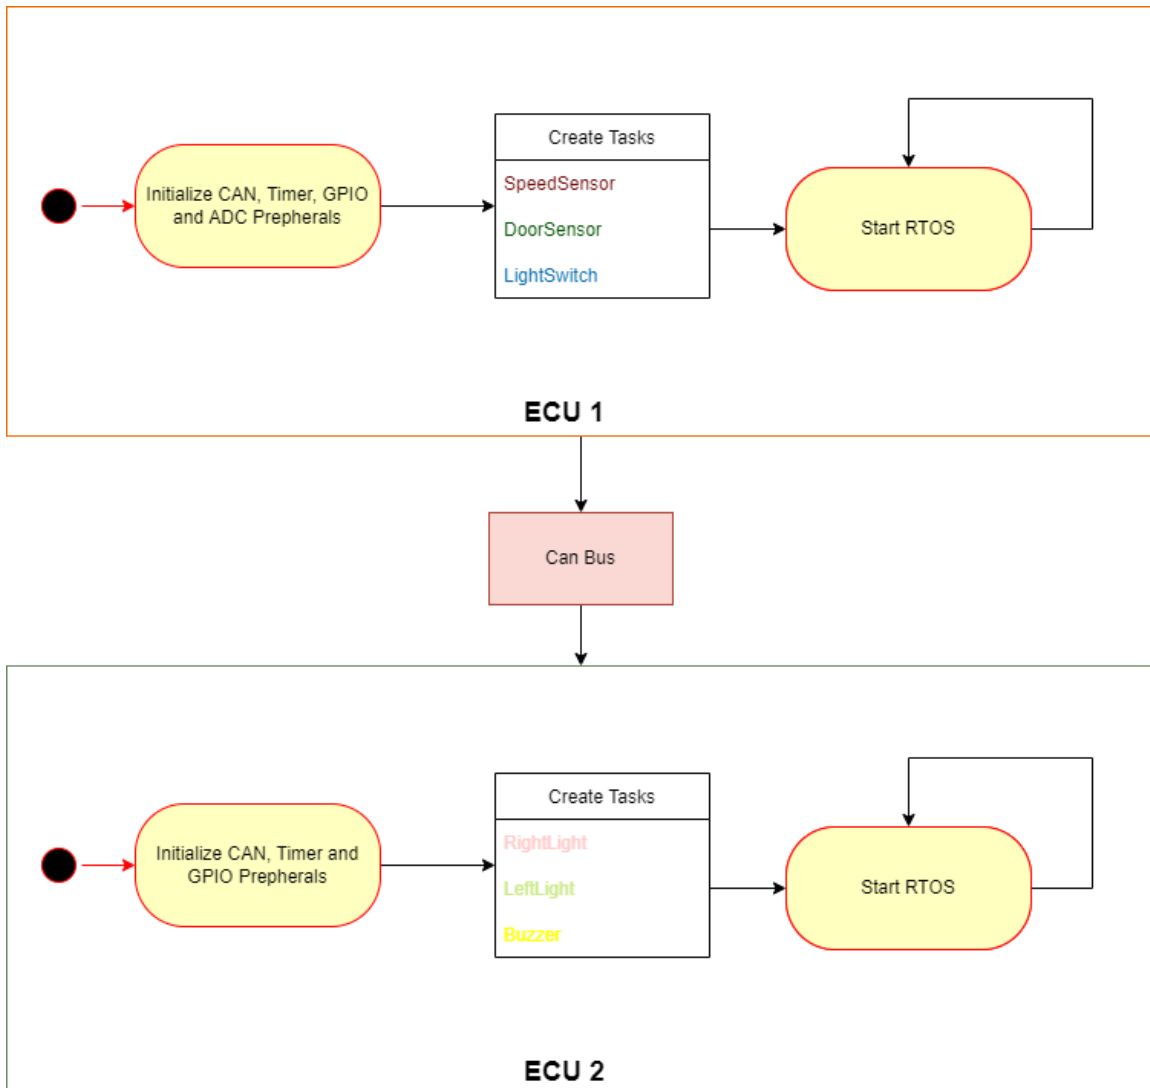 Initialize CAN, Timer, GPIO
and ADC Prepherals
Create Tasks
SpeedSensor
DoorSensor
LightSwitch
Start RTOS
ECU 1
Can Bus
Initialize CAN, Timer and
GPIO Prepherals
Create Tasks
RightLight
LeftLight
Buzzer
Start RTOS
ECU 2